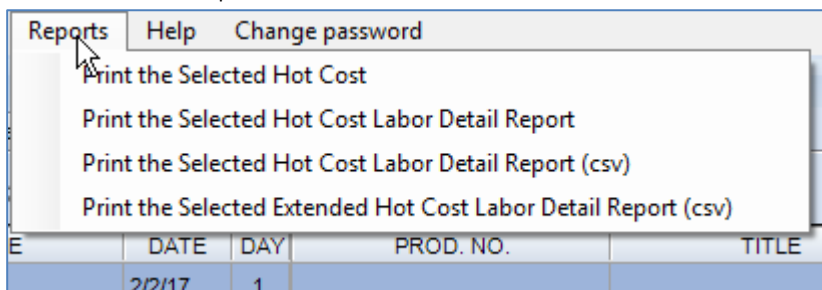 Reports Help Change password
Print the Selected Hot Cost
Print the Selected Hot Cost Labor Detail Report
Print the Selected Hot Cost Labor Detail Report (csv)
Print the Selected Extended Hot Cost Labor Detail Report (csv)
E DATE DAY PROD. NO. TITLE
2/2/17 1